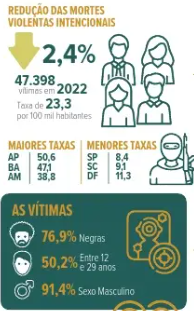 REDUÇÃO DAS MORTES
VIOLENTAS INTENCIONAIS
2,4%
47.398
vítimas em 2022
Taxa de 23,3
por 100 mil habitantes
MAIORES TAXAS
AP 50,6
BA 47,1
AM 38,8
MENORES TAXAS
SP 8,4
SC 9,1
DF 11,3
AS VÍTIMAS
76,9% Negras
50,2% Entre 12
e 29 anos
91,4% Sexo Masculino